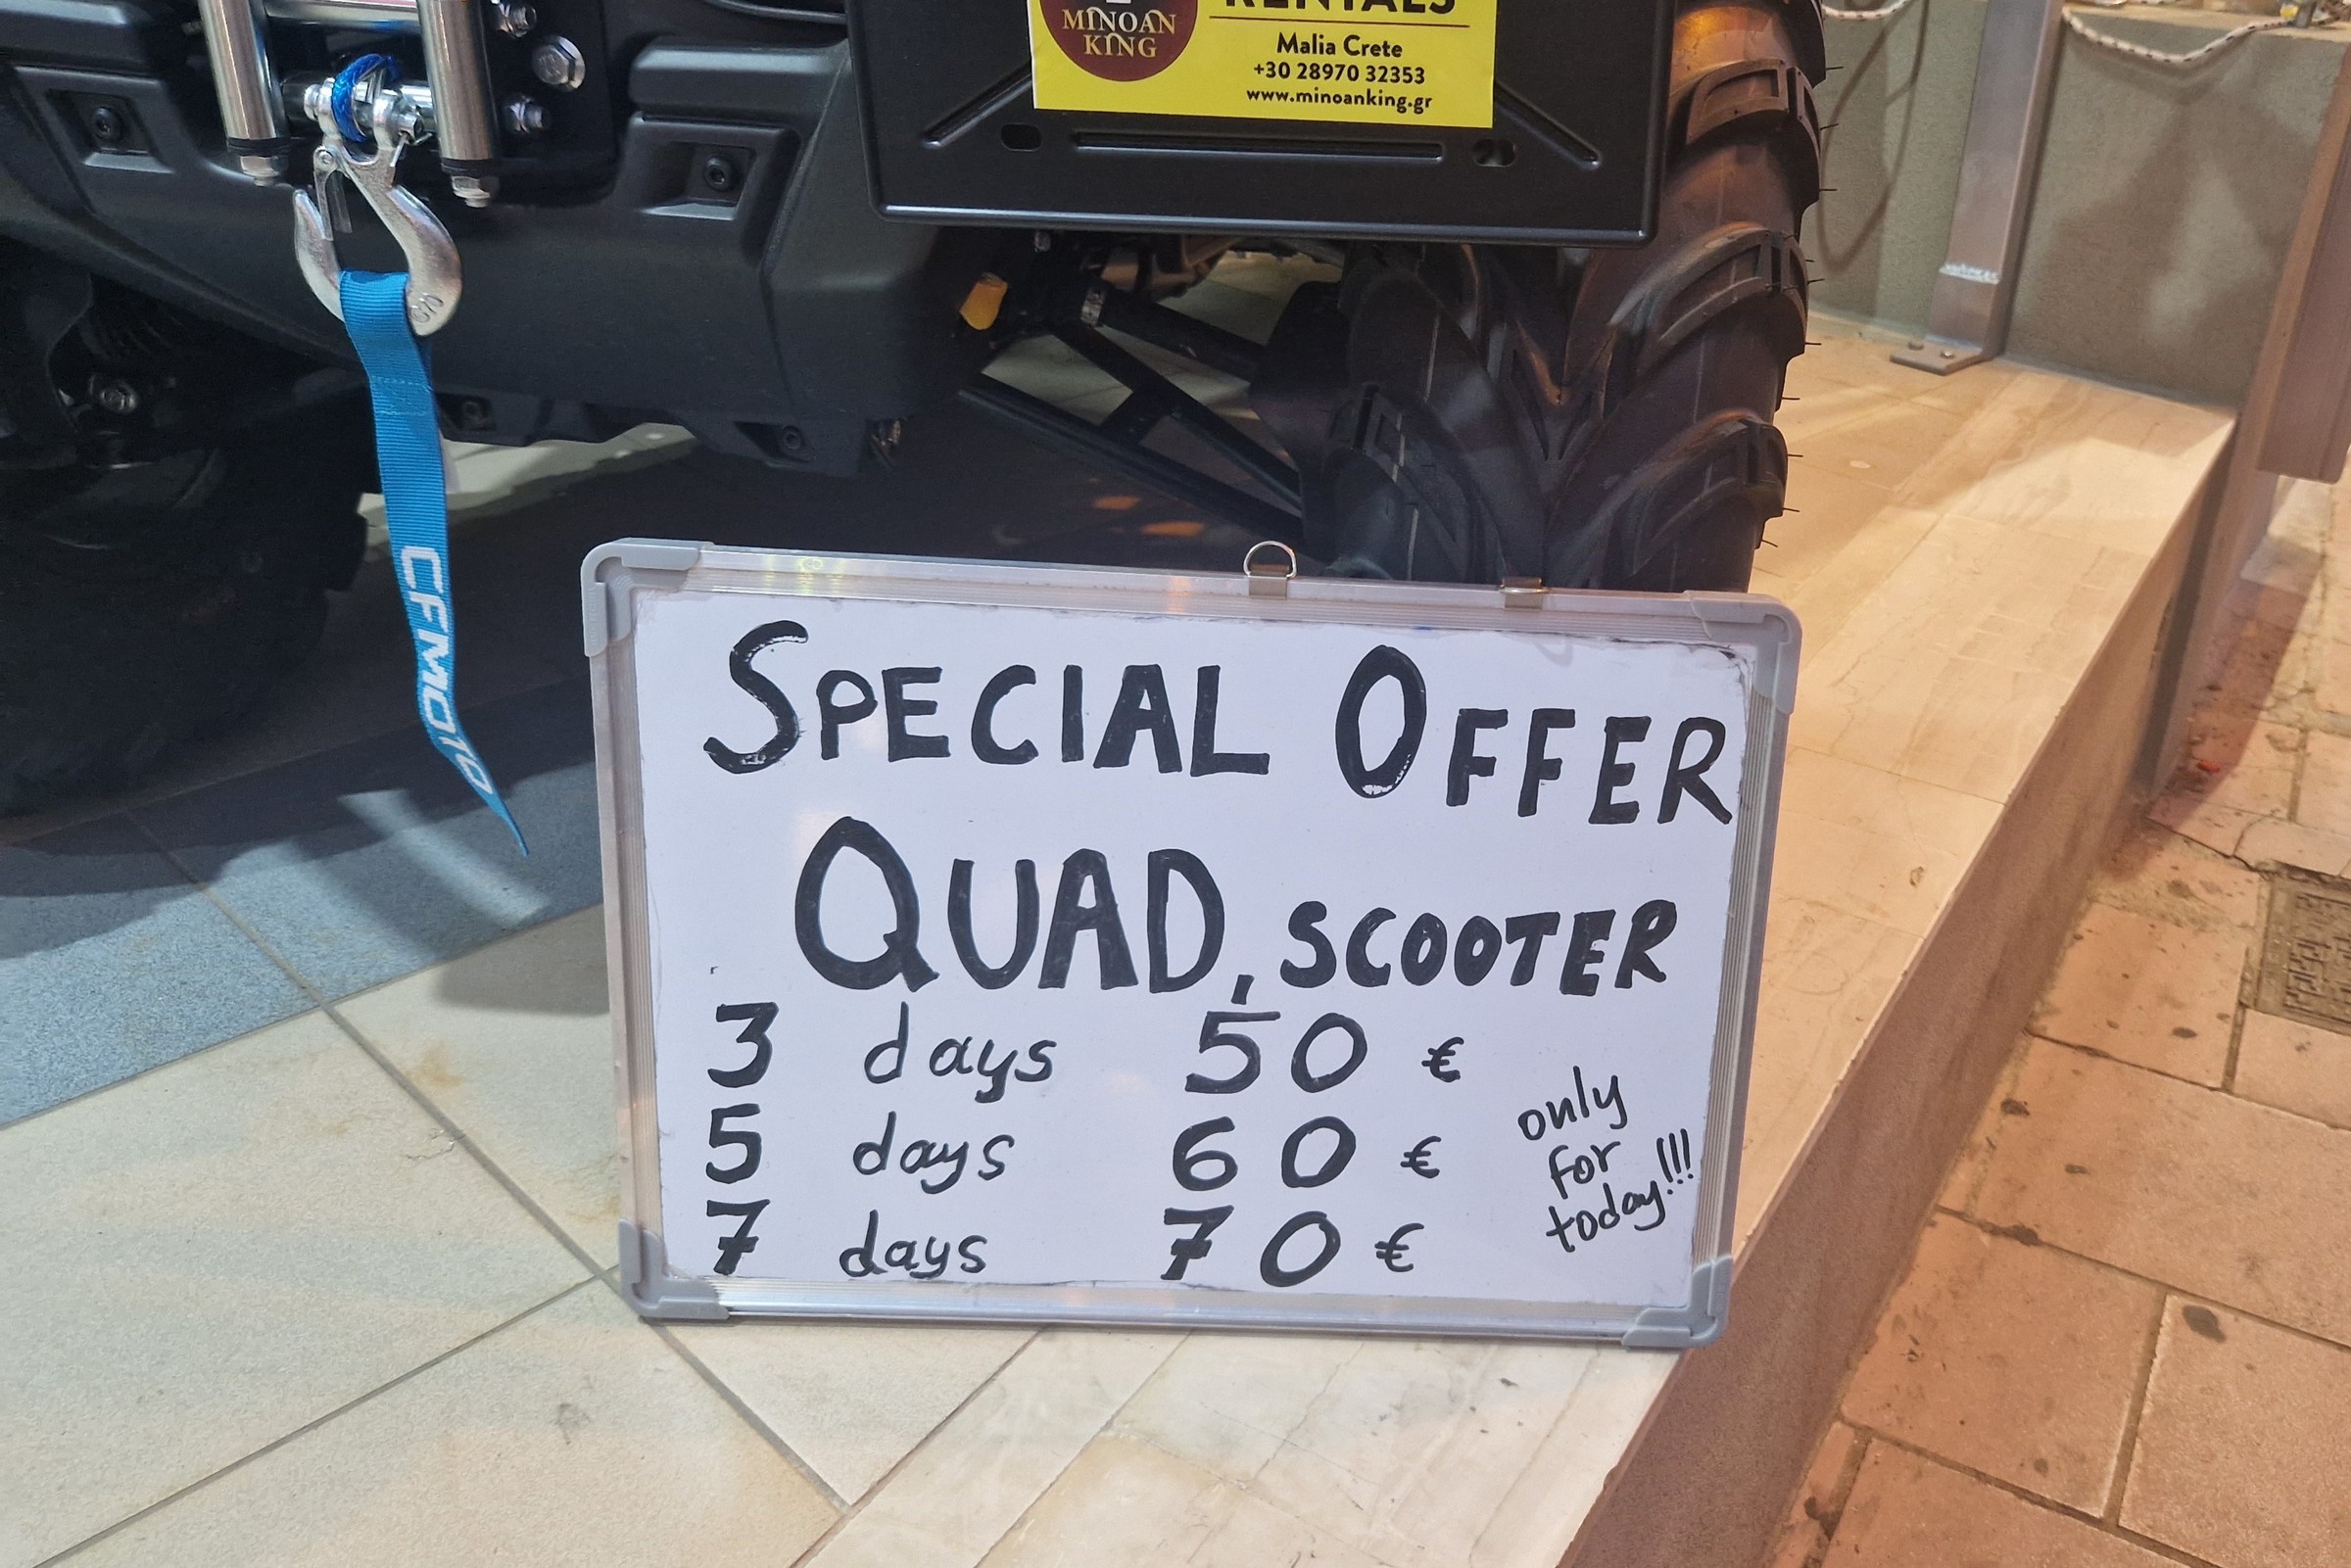 MINOAN
KING
RENTALS
Malia Crete
+30 28970 32353
www.minoanking.gr
CFMOTO
SPECIAL OFFER
QUAD, SCOOTER
3 days 50 €
5 days 60 €
7 days 70 €
only
for
today!!!